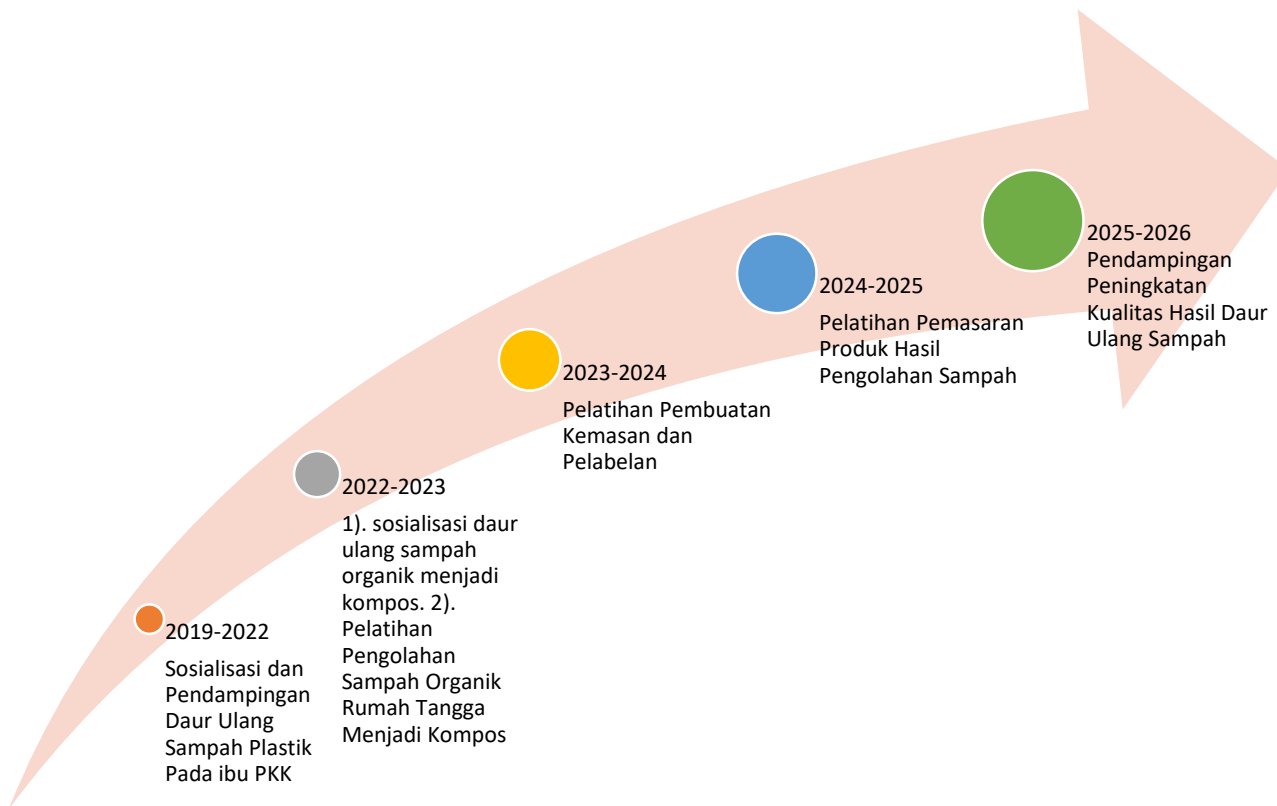 2019-2022
Sosialisasi dan
Pendampingan
Daur Ulang
Sampah Plastik
Pada ibu PKK
2022-2023
1). sosialisasi daur
ulang sampah
organik menjadi
kompos. 2).
Pelatihan
Pengolahan
Sampah Organik
Rumah Tangga
Menjadi Kompos
2023-2024
Pelatihan Pembuatan
Kemasan dan
Pelabelan
2024-2025
Pelatihan Pemasaran
Produk Hasil
Pengolahan Sampah
2025-2026
Pendampingan
Peningkatan
Kualitas Hasil Daur
Ulang Sampah